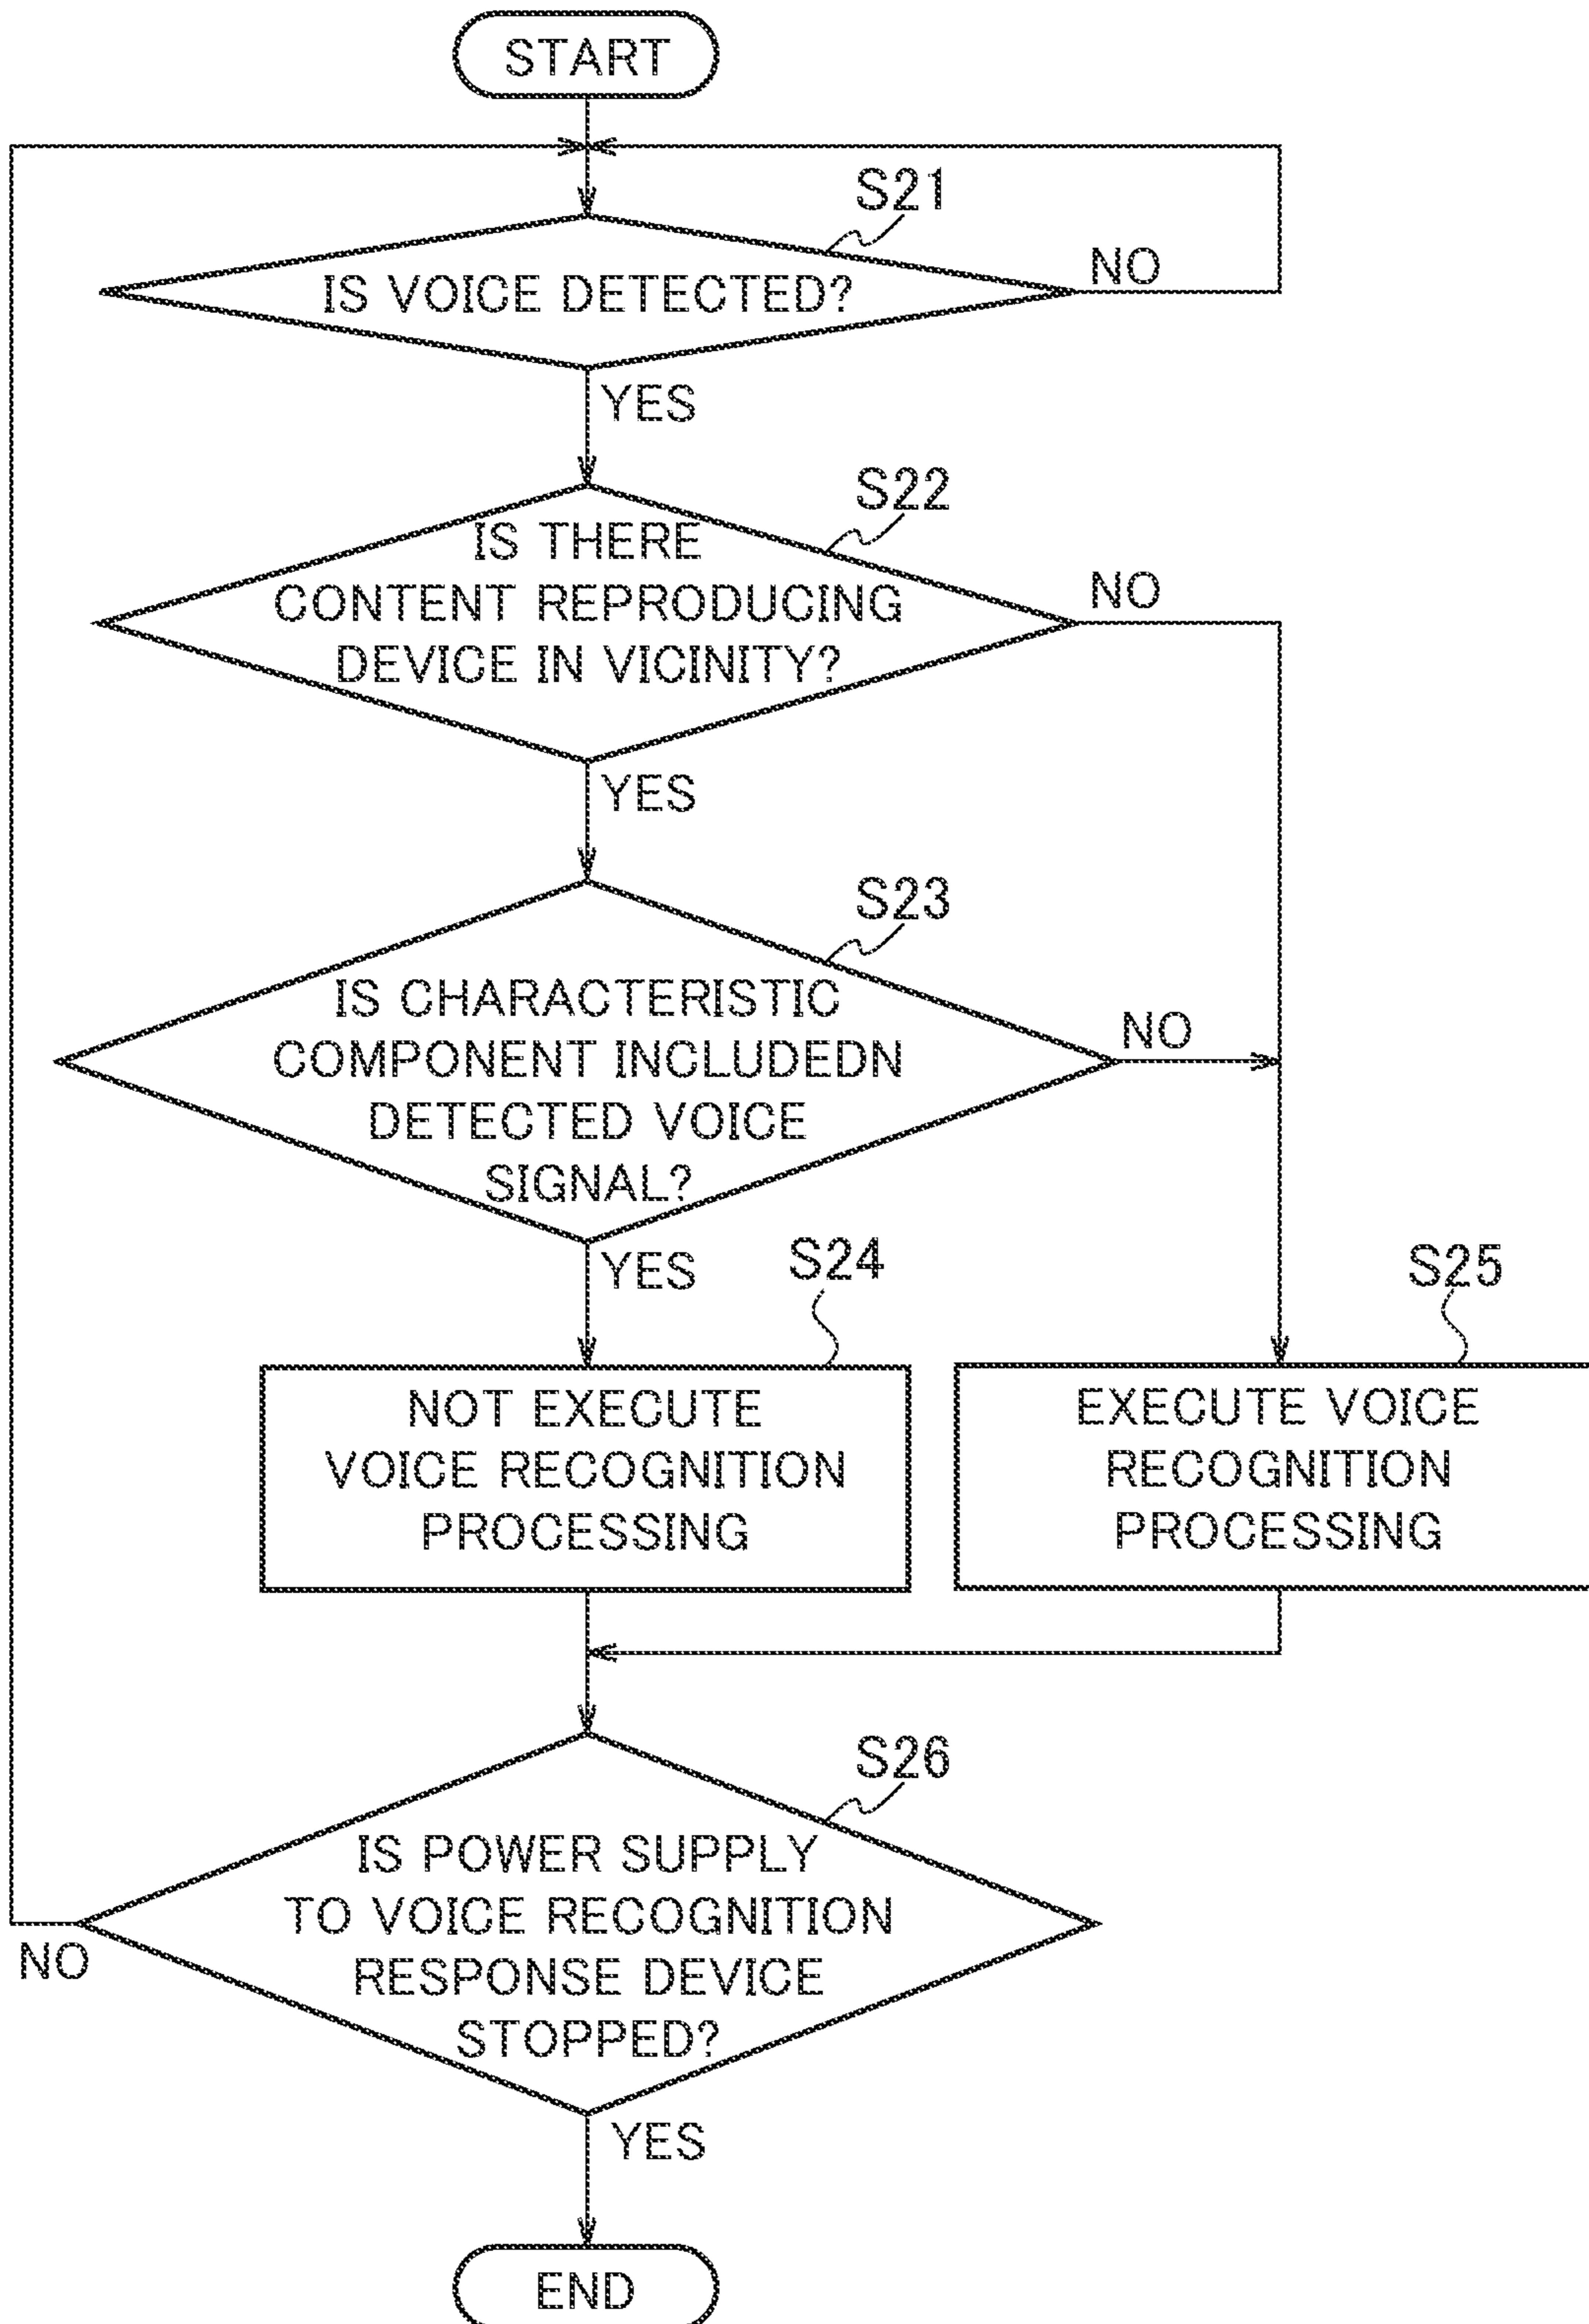 START
S21
IS VOICE DETECTED?
NO
YES
S22
IS THERE
CONTENT REPRODUCING
DEVICE IN VICINITY?
NO
YES
S23
IS CHARACTERISTIC
COMPONENT INCLUDEDN
DETECTED VOICE
SIGNAL?
NO
YES
S24
NOT EXECUTE
VOICE RECOGNITION
PROCESSING
S25
EXECUTE VOICE
RECOGNITION
PROCESSING
S26
IS POWER SUPPLY
TO VOICE RECOGNITION
RESPONSE DEVICE
STOPPED?
NO
YES
END